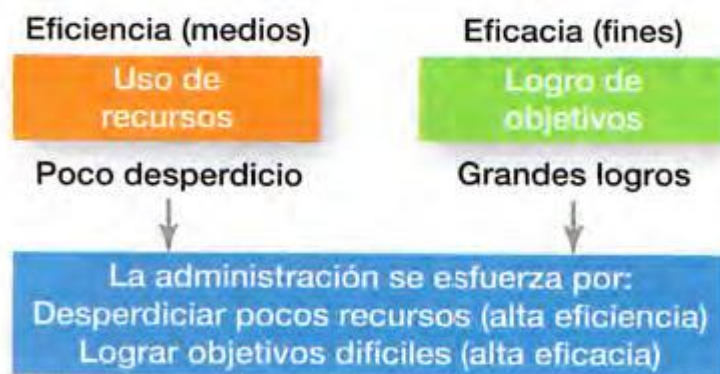 Eficiencia (medios)
Uso de
recursos
Poco desperdicio
Eficacia (fines)
Logro de
objetivos
Grandes logros
La administración se esfuerza por:
Desperdiciar pocos recursos (alta eficiencia)
Lograr objetivos difíciles (alta eficacia)